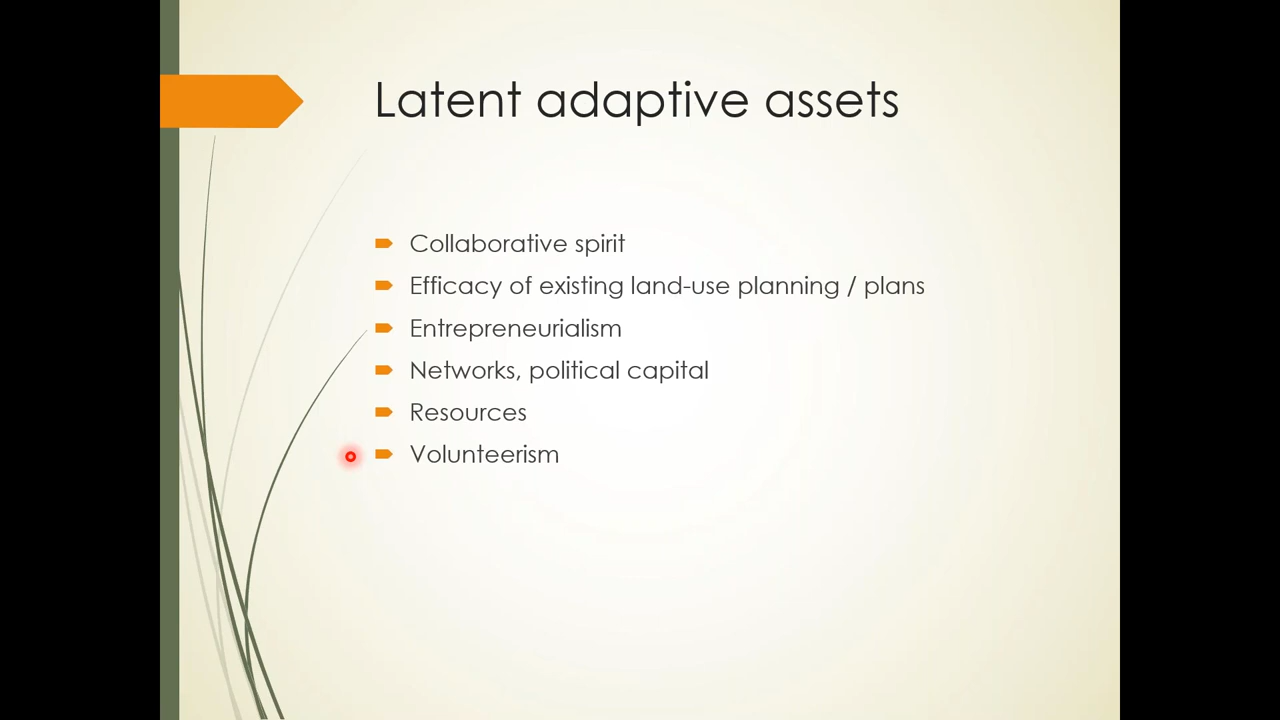 Latent adaptive assets
Collaborative spirit
Efficacy of existing land-use planning / plans
Entrepreneurialism
Networks, political capital
Resources
Volunteerism